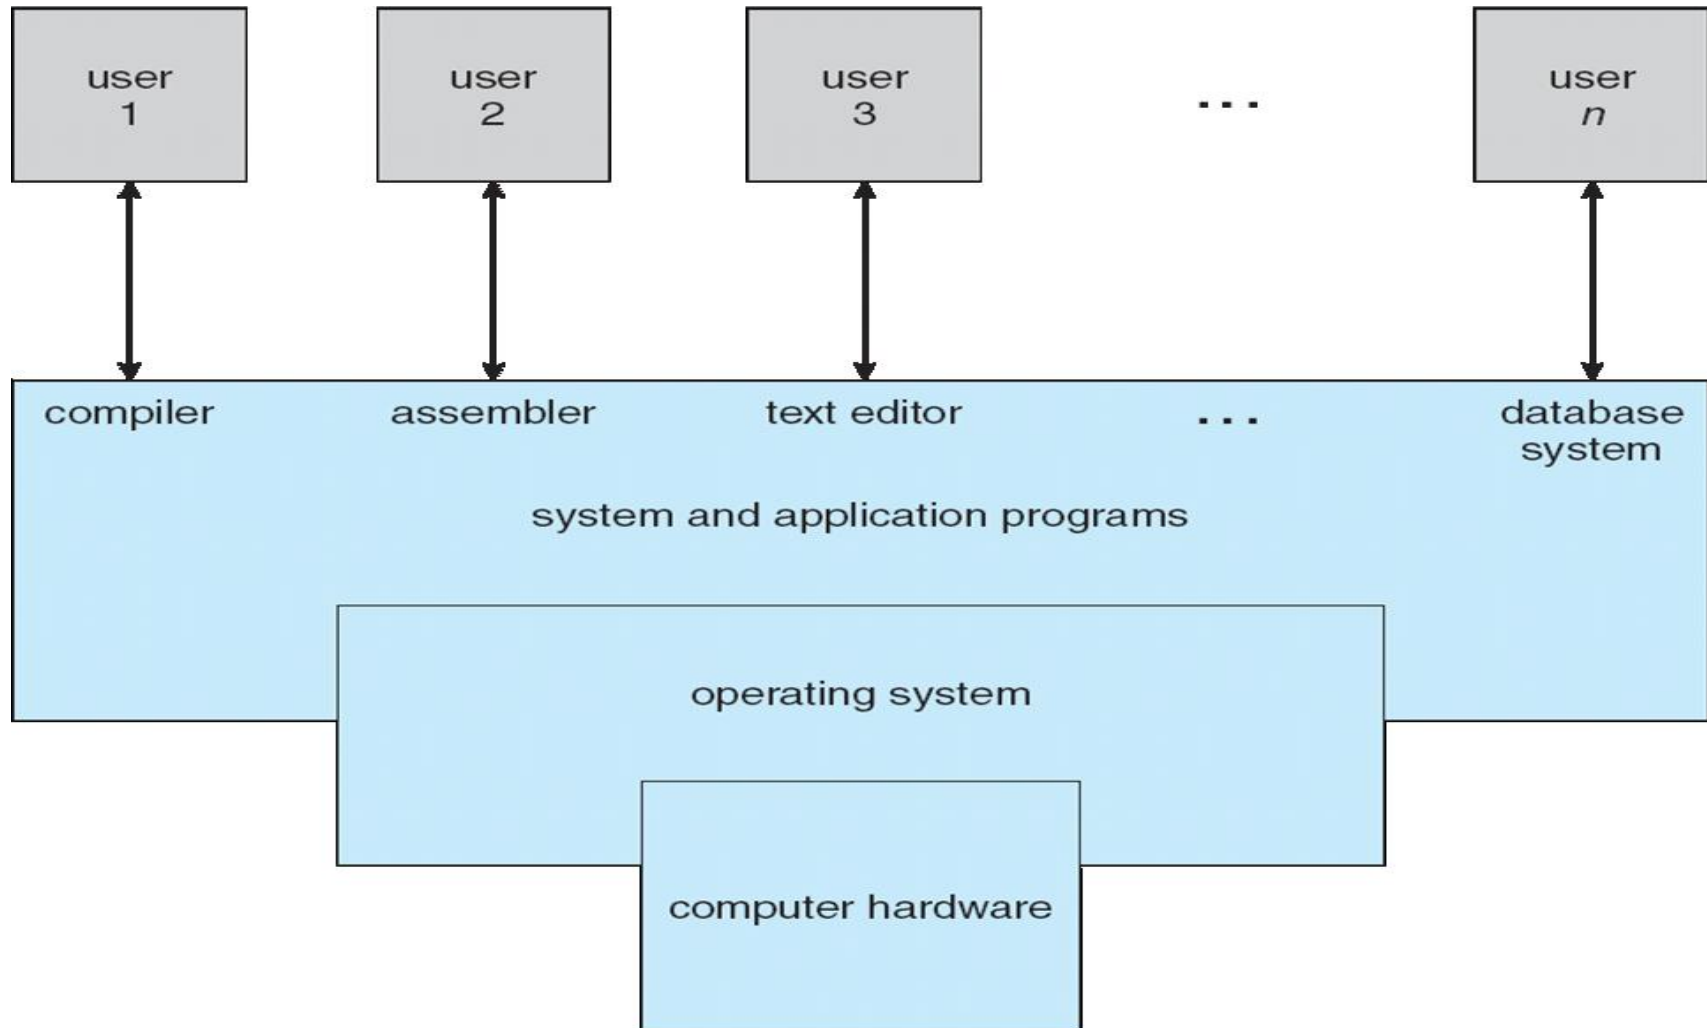 user
1
user
2
user
3
...
user
n
compiler
assembler
text editor
...
database
system
system and application programs
operating system
computer hardware